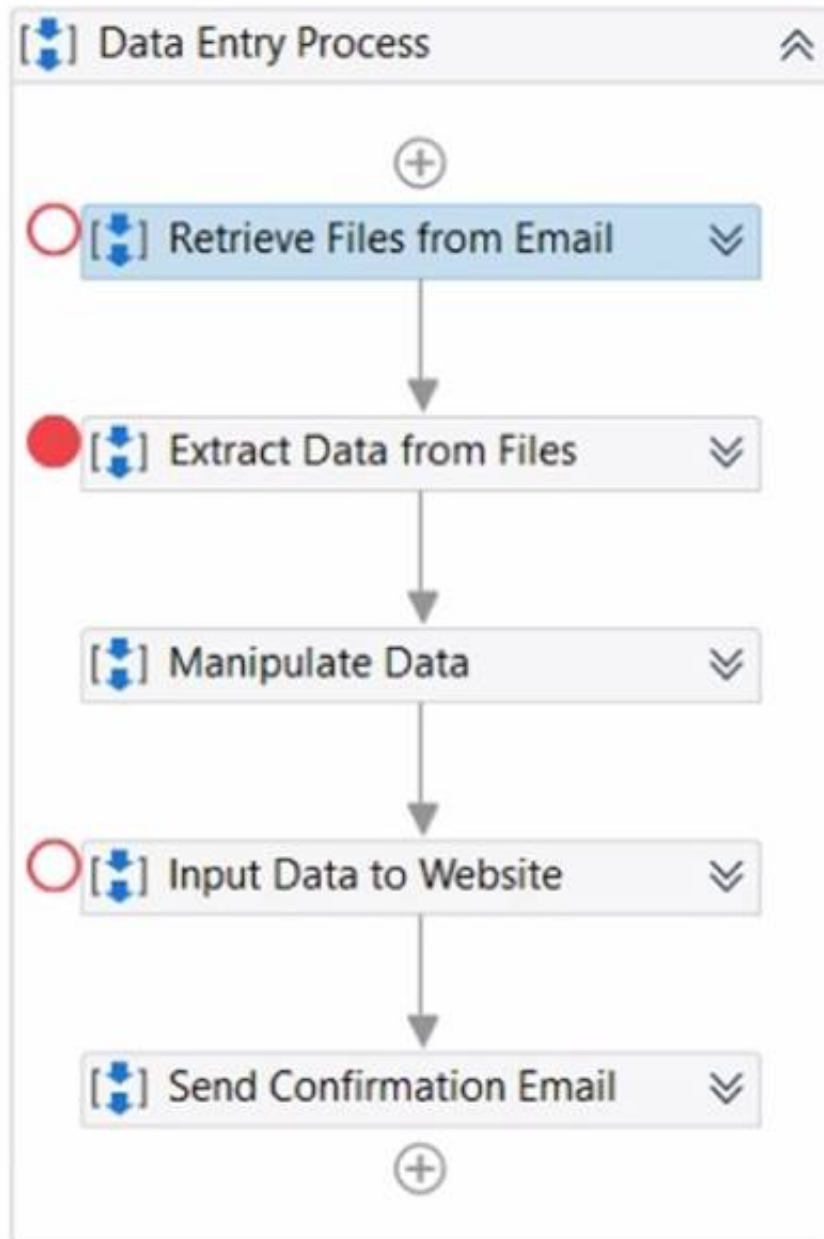 Data Entry Process
Retrieve Files from Email
Extract Data from Files
Manipulate Data
Input Data to Website
Send Confirmation Email